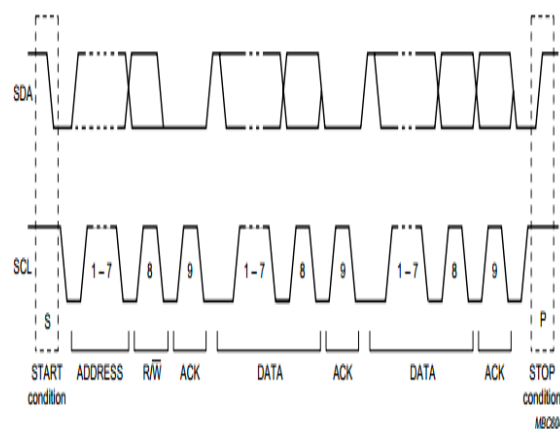 SDA
SCL
1 – 7 8 9 1 – 7 8 9 1 – 7 8 9
S P
START ADDRESS R/W̅ ACK DATA ACK DATA ACK STOP
condition condition